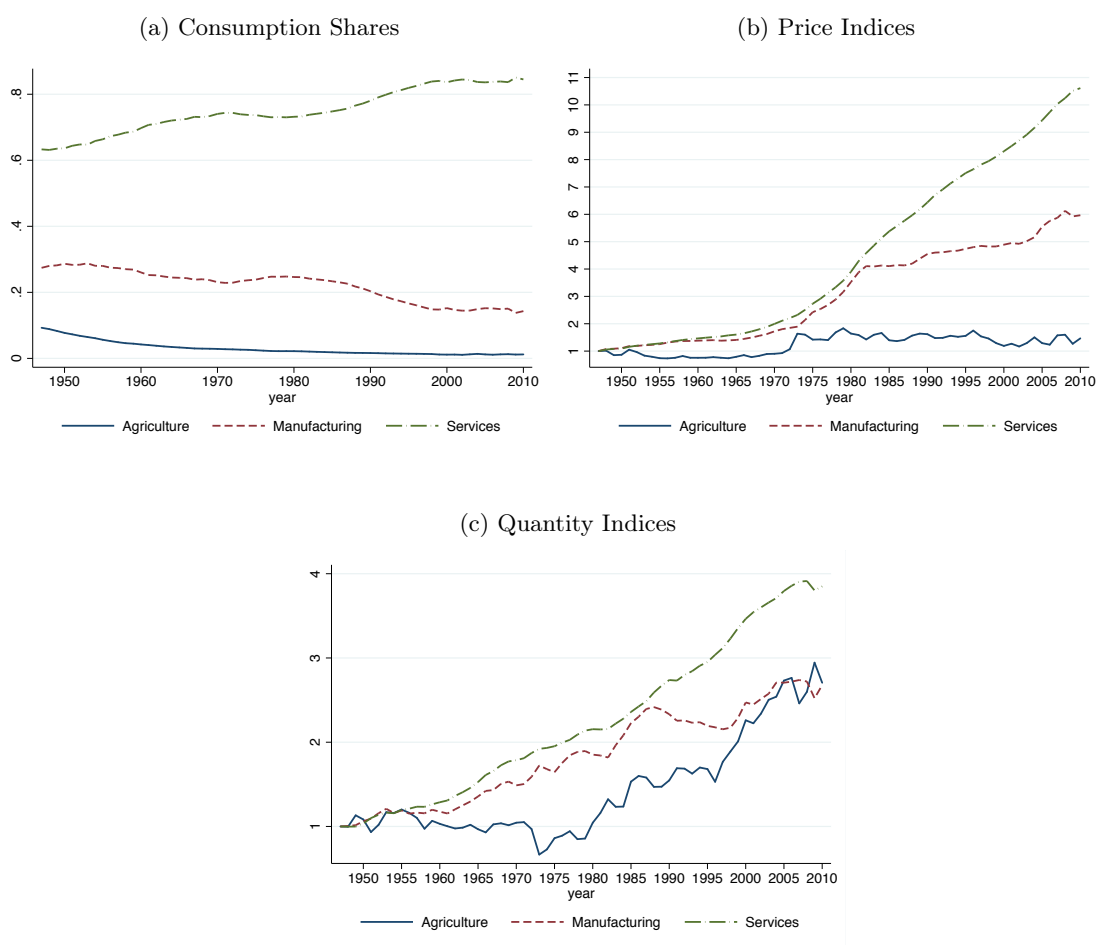 (a) Consumption Shares
.8
.6
.4
.2
0
1950 1960 1970 1980 1990 2000 2010
year
Agriculture Manufacturing Services
(b) Price Indices
11
10
9
8
7
6
5
4
3
2
1
1950 1955 1960 1965 1970 1975 1980 1985 1990 1995 2000 2005 2010
year
Agriculture Manufacturing Services
(c) Quantity Indices
4
3
2
1
1950 1955 1960 1965 1970 1975 1980 1985 1990 1995 2000 2005 2010
year
Agriculture Manufacturing Services